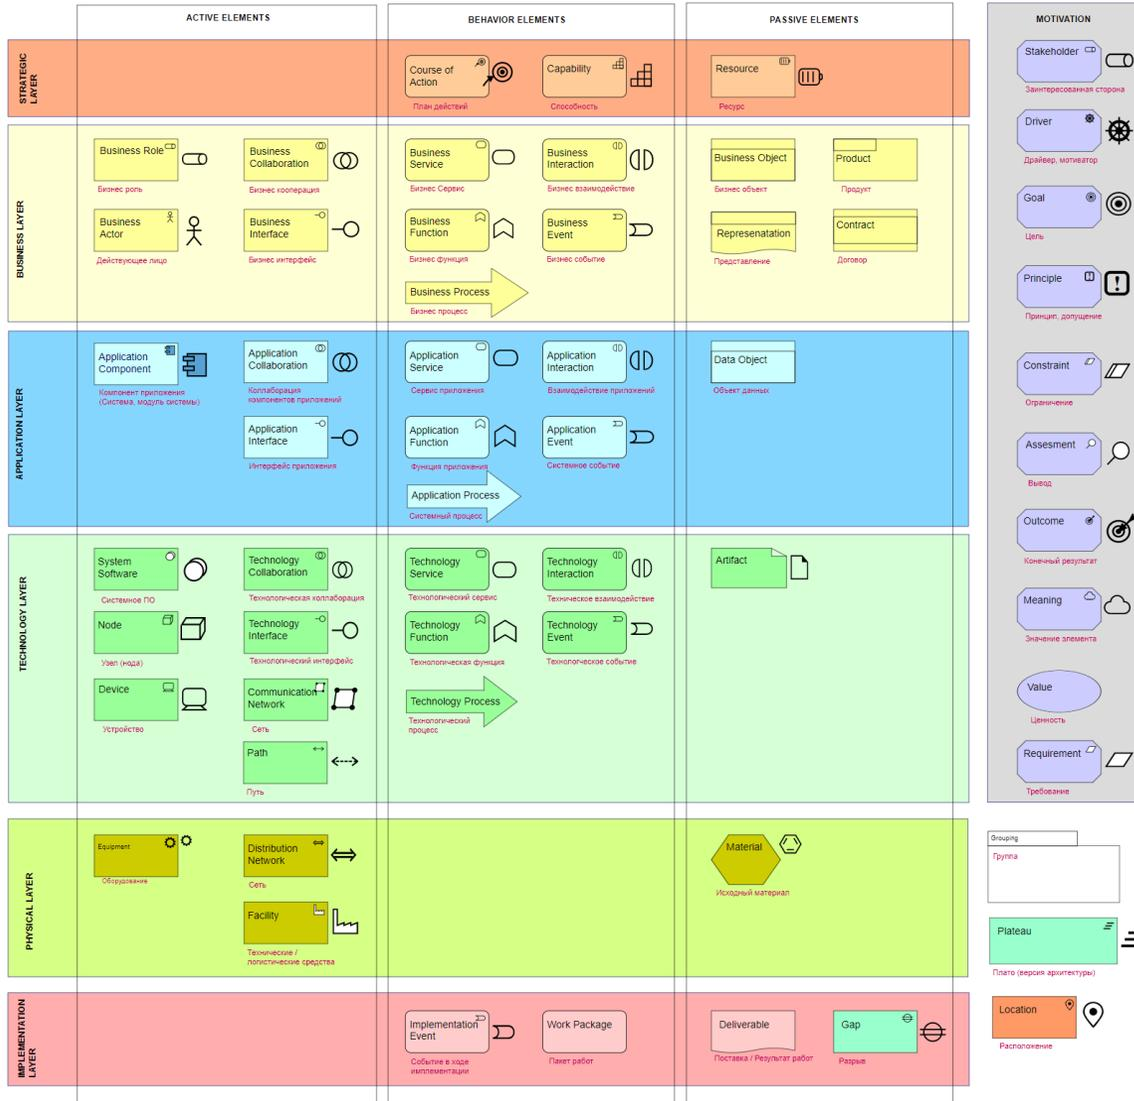 ACTIVE ELEMENTS
BEHAVIOR ELEMENTS
PASSIVE ELEMENTS
MOTIVATION
STRATEGIC
LAYER
Course of
Action
План действий
Capability
Способность
Resource
Ресурс
BUSINESS LAYER
Business Role
Бизнес роль
Business
Collaboration
Бизнес кооперация
Business
Service
Бизнес Сервис
Business
Interaction
Бизнес взаимодействие
Business Object
Бизнес объект
Product
Продукт
Business
Actor
Действующее лицо
Business
Interface
Бизнес интерфейс
Business
Function
Бизнес функция
Business
Event
Бизнес событие
Represenatation
Представление
Contract
Договор
Business Process
Бизнес процесс
APPLICATION LAYER
Application
Component
Компонент приложения
(Система, модуль системы)
Application
Collaboration
Коллаборация
компонентов приложений
Application
Service
Сервис приложения
Application
Interaction
Взаимодействие приложений
Data Object
Объект данных
Application
Interface
Интерфейс приложения
Application
Function
Функция приложения
Application
Event
Системное событие
Application Process
Системный процесс
TECHNOLOGY LAYER
System
Software
Системное ПО
Technology
Collaboration
Технологическая коллаборация
Technology
Service
Технологический сервис
Technology
Interaction
Техническое взаимодействие
Artifact
Node
Узел (нода)
Technology
Interface
Технологический интерфейс
Technology
Function
Технологическая функция
Technology
Event
Технологческое событие
Device
Устройство
Communication
Network
Сеть
Technology Process
Технологический
процесс
Path
Путь
PHYSICAL LAYER
Equipment
Оборудование
Distribution
Network
Сеть
Material
Исходный материал
Facility
Технические /
логистические средства
IMPLEMENTATION
LAYER
Implementation
Event
Событие в ходе
имплементации
Work Package
Пакет работ
Deliverable
Поставка / Результат работ
Gap
Разрыв
Stakeholder
Заинтересованная сторона
Driver
Драйвер, мотиватор
Goal
Цель
Principle
Принцип, допущение
Constraint
Ограничение
Assesment
Вывод
Outcome
Конечный результат
Meaning
Значение элемента
Value
Ценность
Requirement
Требование
Grouping
Группа
Plateau
Плато (версия архитектуры)
Location
Расположение